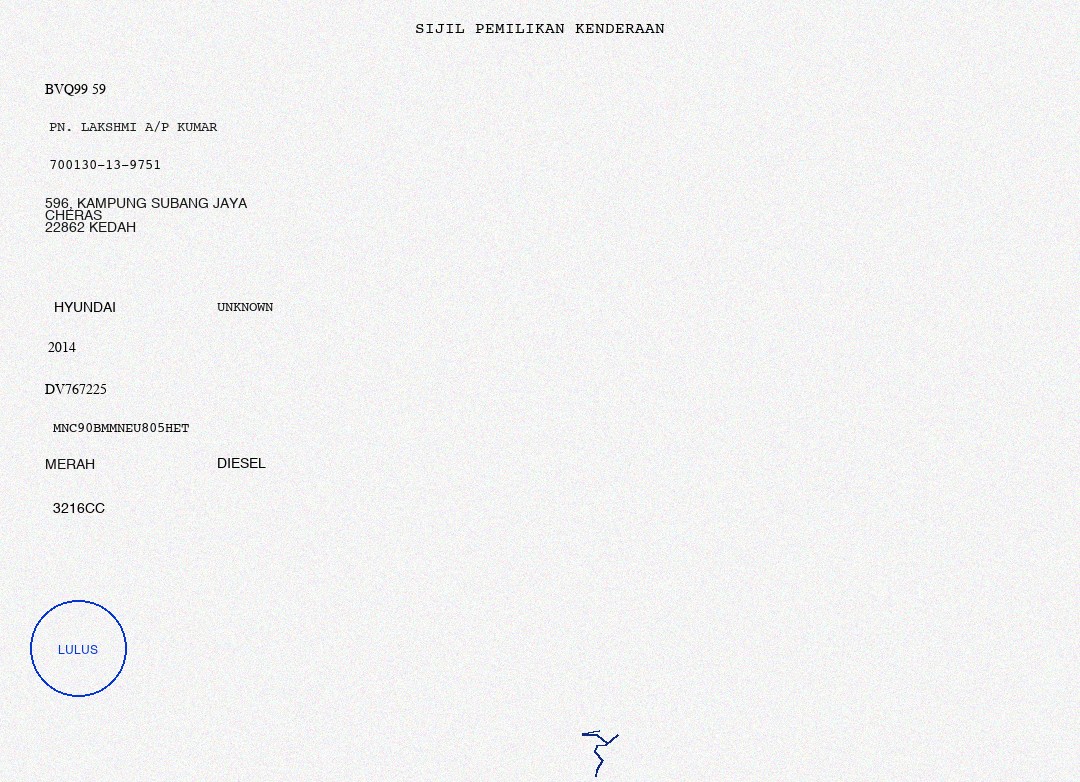 SIJIL PEMILIKAN KENDERAAN
BVQ99 59
PN. LAKSHMI A/P KUMAR
700130-13-9751
596, KAMPUNG SUBANG JAYA
CHERAS
22862 KEDAH
HYUNDAI UNKNOWN
2014
DV767225
MNC90BMMNEU805HET
MERAH DIESEL
3216CC
LULUS